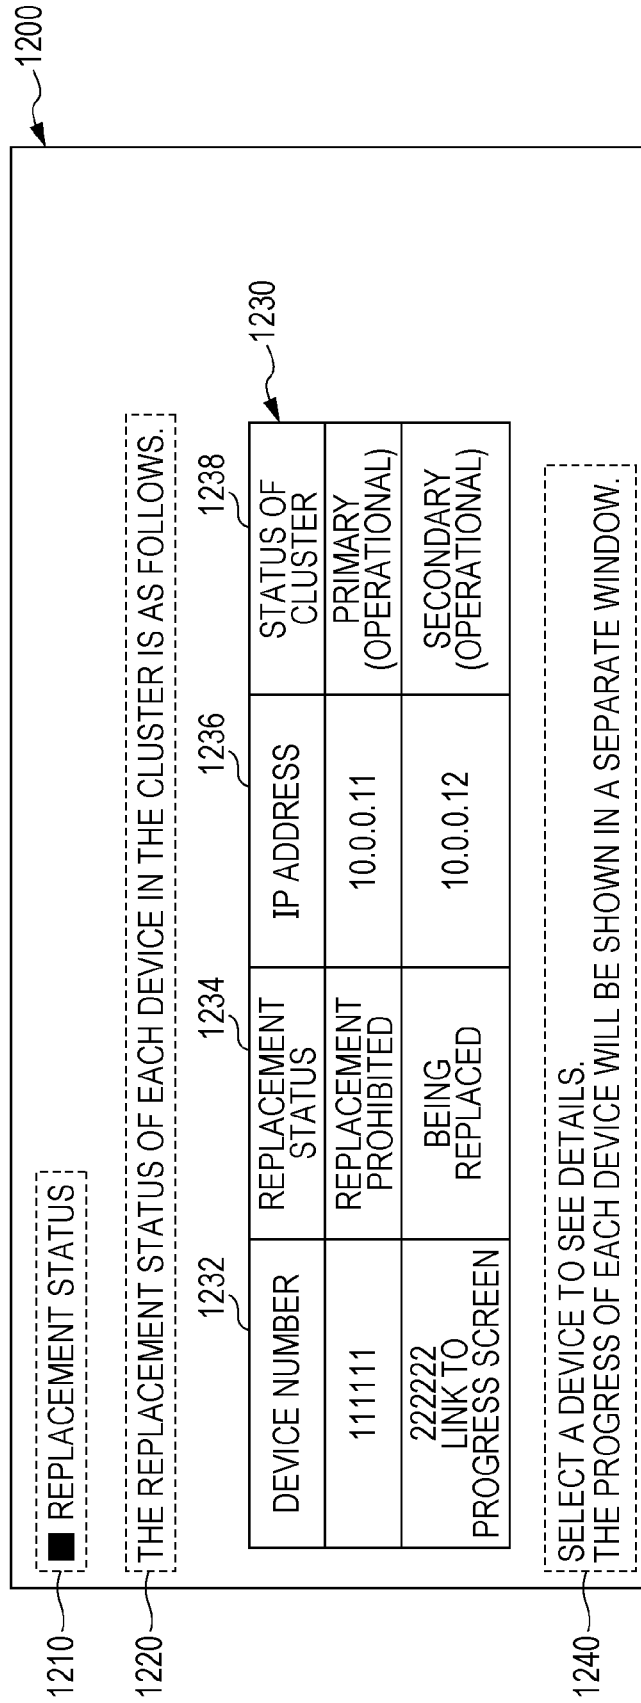 1200
1210
■ REPLACEMENT STATUS
1220
THE REPLACEMENT STATUS OF EACH DEVICE IN THE CLUSTER IS AS FOLLOWS.
1230
1232
1234
1236
1238
DEVICE NUMBER
REPLACEMENT
STATUS
IP ADDRESS
STATUS OF
CLUSTER
111111
REPLACEMENT
PROHIBITED
10.0.0.11
PRIMARY
(OPERATIONAL)
222222
LINK TO
PROGRESS SCREEN
BEING
REPLACED
10.0.0.12
SECONDARY
(OPERATIONAL)
1240
SELECT A DEVICE TO SEE DETAILS.
THE PROGRESS OF EACH DEVICE WILL BE SHOWN IN A SEPARATE WINDOW.